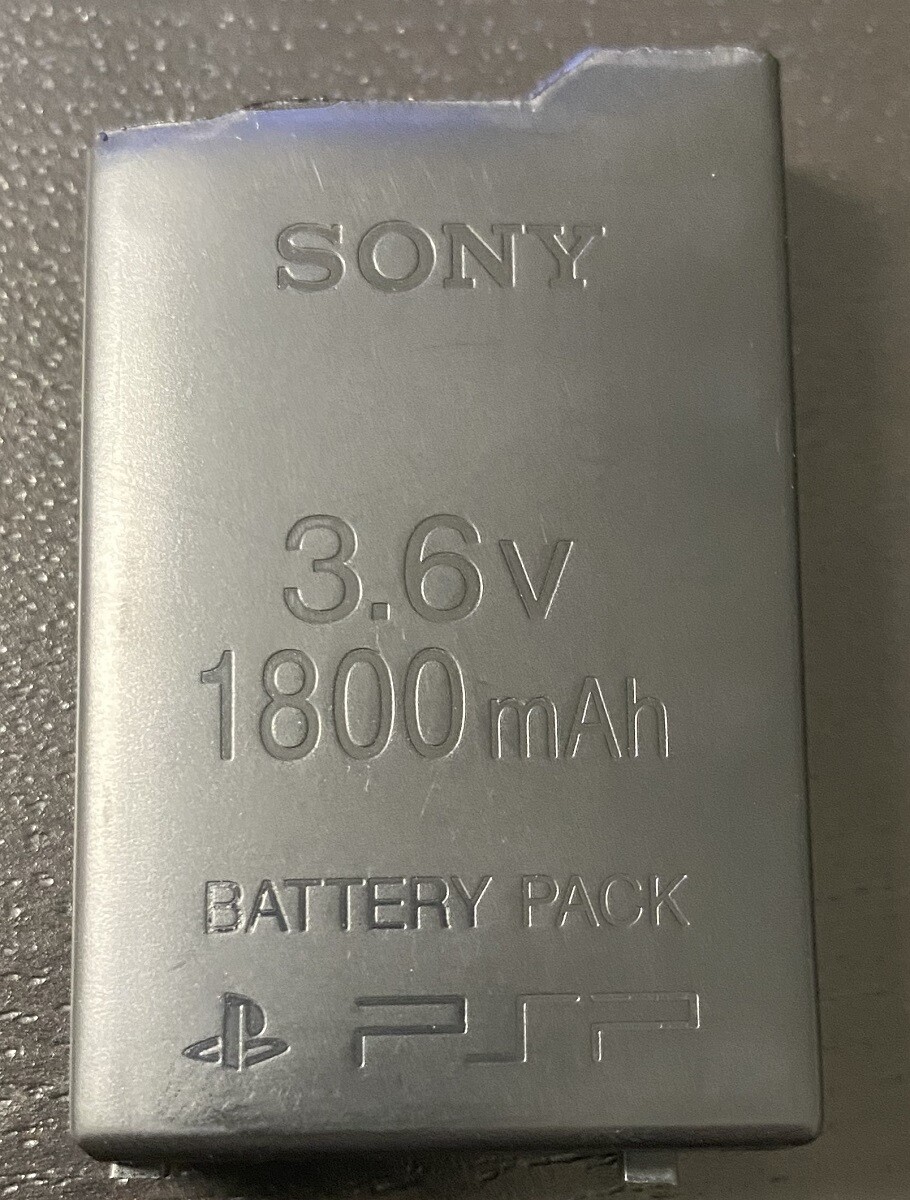 SONY
3.6V
1800mAh
BATTERY PACK
PSP